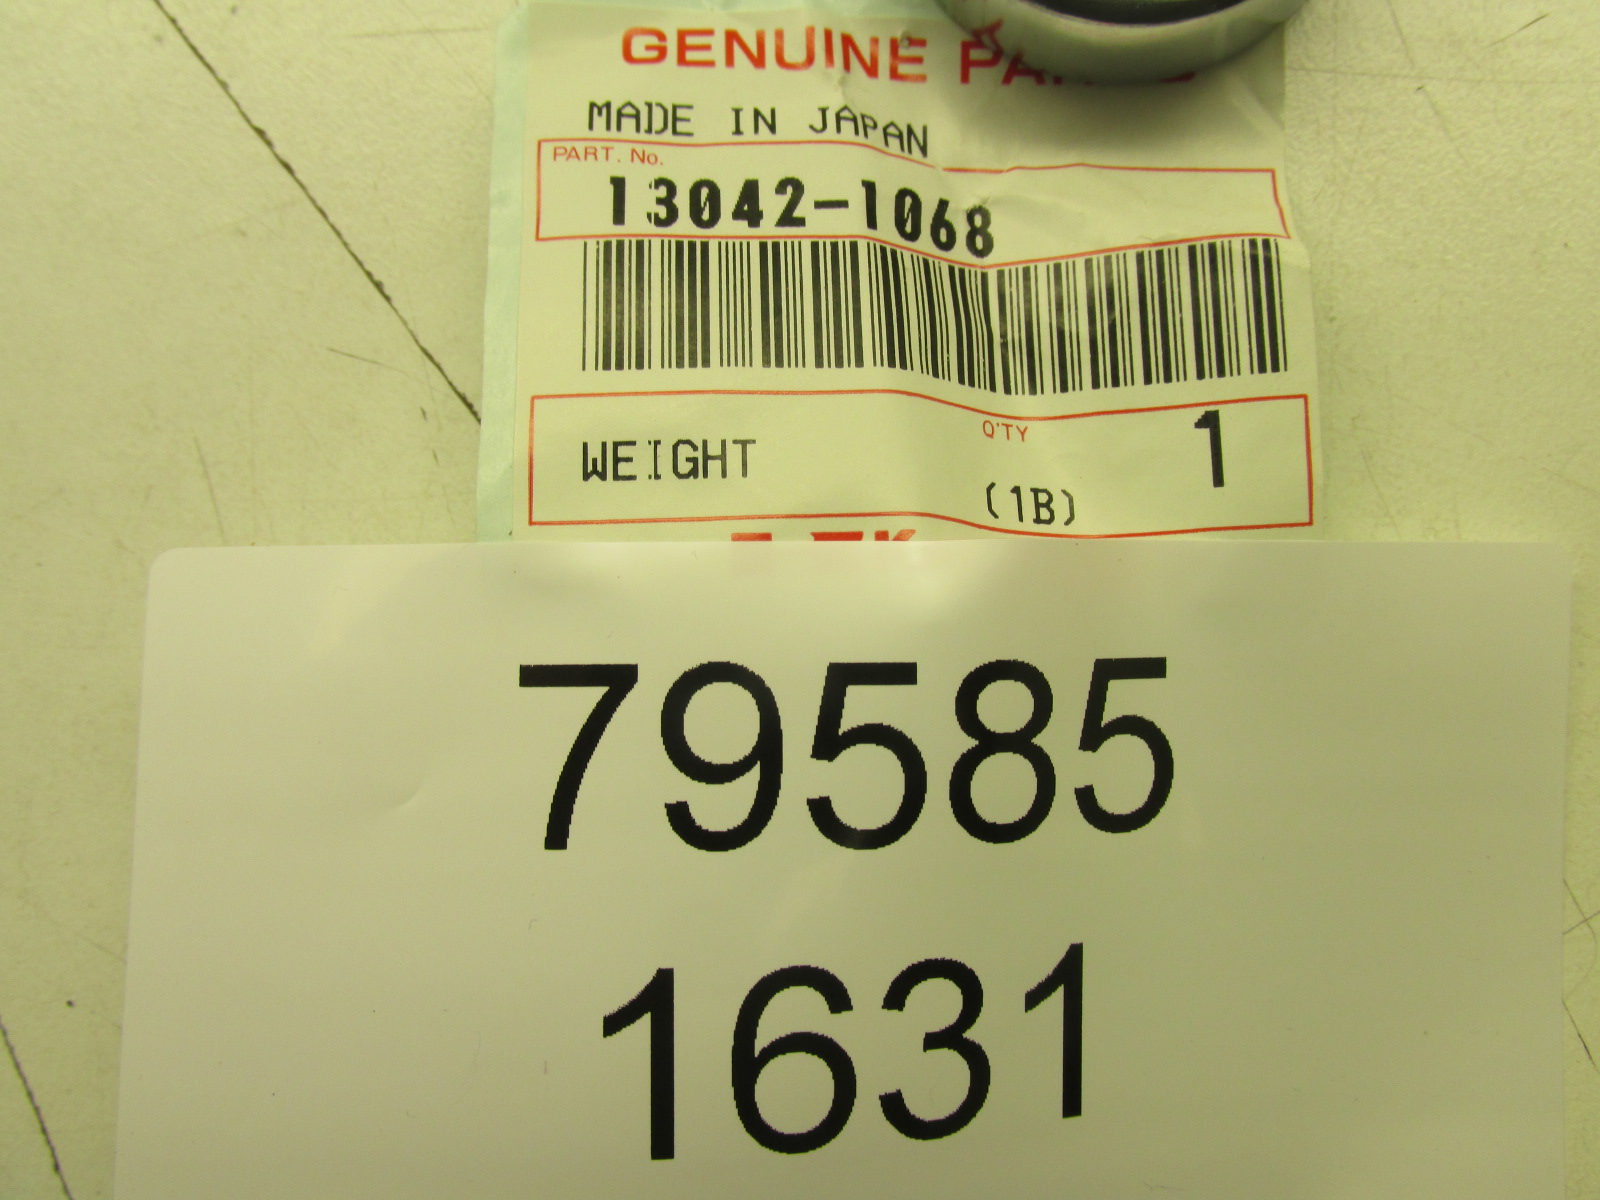 GENUINE
MADE IN JAPAN
PART. No.
13042-1068
Q'TY 1
WEIGHT
(1B)
79585
1631